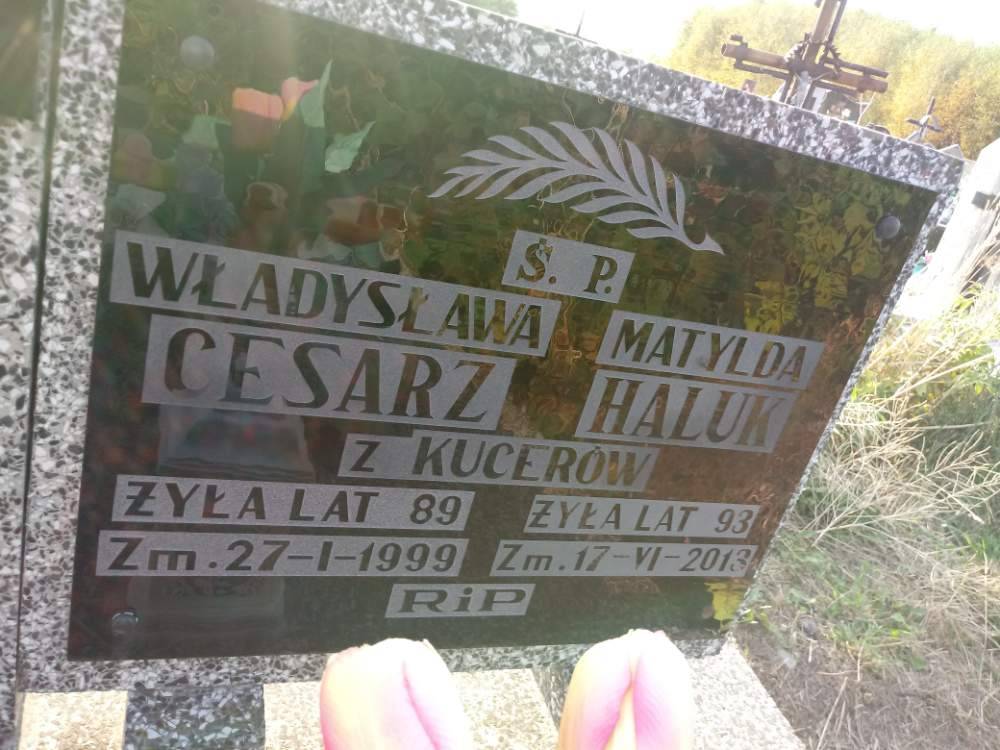 Ś. P.
WŁADYSŁAWA MATYLDA
CESARZ HALUK
Z KUCERÓW
ŻYŁA LAT 89 ŻYŁA LAT 93
Zm. 27-I-1999 Zm. 17-VI-2013
RiP